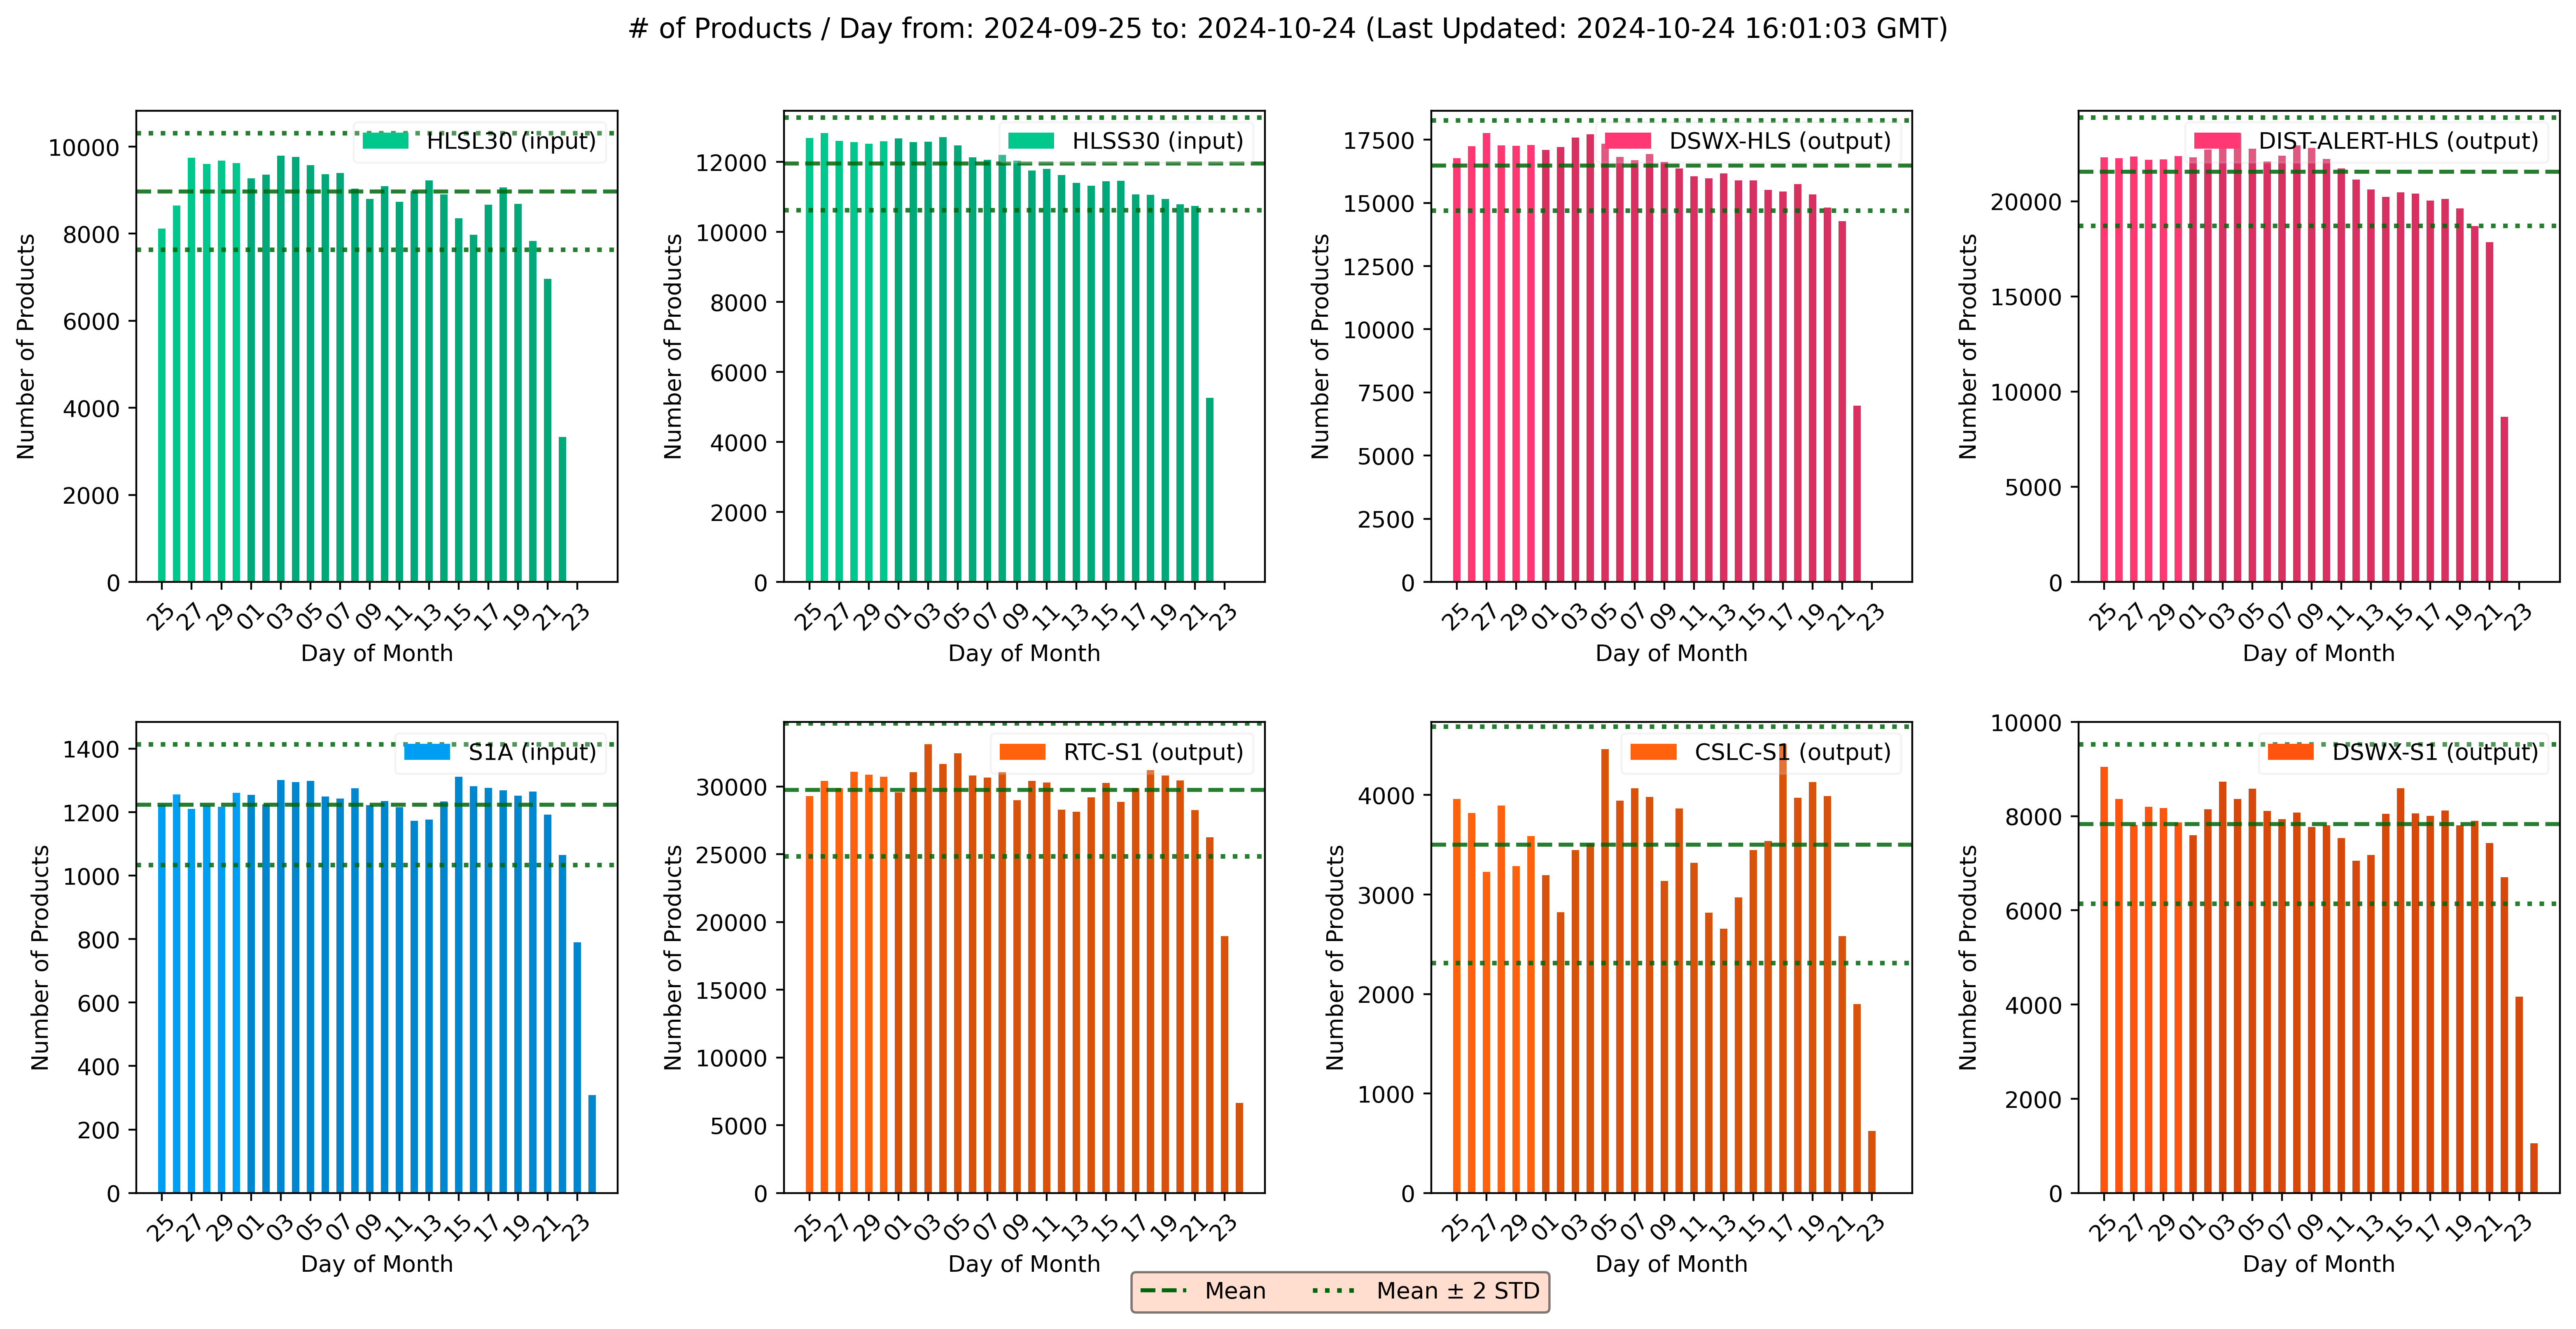 # of Products / Day from: 2024-09-25 to: 2024-10-24 (Last Updated: 2024-10-24 16:01:03 GMT)
HLSL30 (input)
Number of Products
10000
8000
6000
4000
2000
0
25 27 29 01 03 05 07 09 11 13 15 17 19 21 23
Day of Month
HLSS30 (input)
Number of Products
12000
10000
8000
6000
4000
2000
0
25 27 29 01 03 05 07 09 11 13 15 17 19 21 23
Day of Month
DSWX-HLS (output)
Number of Products
17500
15000
12500
10000
7500
5000
2500
0
25 27 29 01 03 05 07 09 11 13 15 17 19 21 23
Day of Month
DIST-ALERT-HLS (output)
Number of Products
20000
15000
10000
5000
0
25 27 29 01 03 05 07 09 11 13 15 17 19 21 23
Day of Month
S1A (input)
Number of Products
1400
1200
1000
800
600
400
200
0
25 27 29 01 03 05 07 09 11 13 15 17 19 21 23
Day of Month
RTC-S1 (output)
Number of Products
30000
25000
20000
15000
10000
5000
0
25 27 29 01 03 05 07 09 11 13 15 17 19 21 23
Day of Month
CSLC-S1 (output)
Number of Products
4000
3000
2000
1000
0
25 27 29 01 03 05 07 09 11 13 15 17 19 21 23
Day of Month
DSWX-S1 (output)
Number of Products
10000
8000
6000
4000
2000
0
25 27 29 01 03 05 07 09 11 13 15 17 19 21 23
Day of Month
Mean Mean ± 2 STD